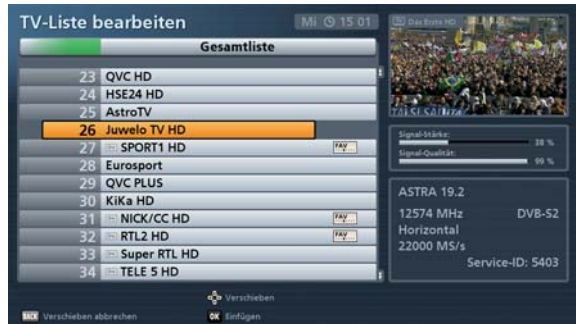 TV-Liste bearbeiten
Mi 15 01
Das Erste HD
Gesamtliste
23 QVC HD
24 HSE24 HD
25 AstroTV
26 Juwelo TV HD
27 SPORT1 HD FAV...
28 Eurosport
29 QVC PLUS
30 KiKa HD
31 NICK/CC HD FAV...
32 RTL2 HD FAV...
33 Super RTL HD
34 TELE 5 HD
Signal-Stärke:
38 %
Signal-Qualität:
99 %
ASTRA 19.2
12574 MHz DVB-S2
Horizontal
22000 MS/s
Service-ID: 5403
Verschieben
BACK Verschieben abbrechen
OK Einfügen